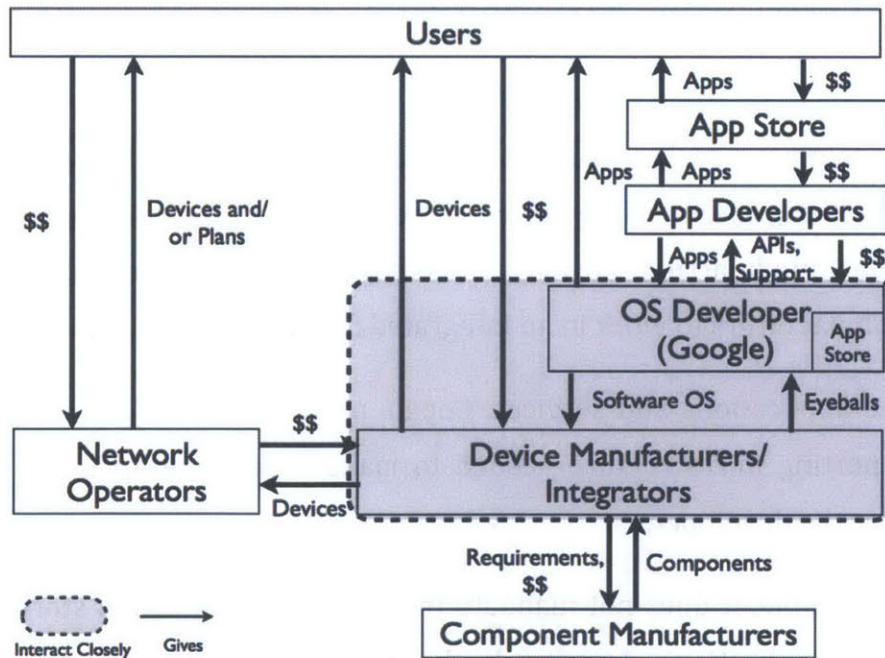 Users
Apps
$$
App Store
$$
Devices and/
or Plans
Devices
$$
Apps
Apps
$$
App Developers
Apps
APIs,
Support
$$
OS Developer
(Google)
App
Store
Software OS
Eyeballs
$$
Network
Operators
Device Manufacturers/
Integrators
Devices
Requirements,
$$
Components
Component Manufacturers
Interact Closely
Gives